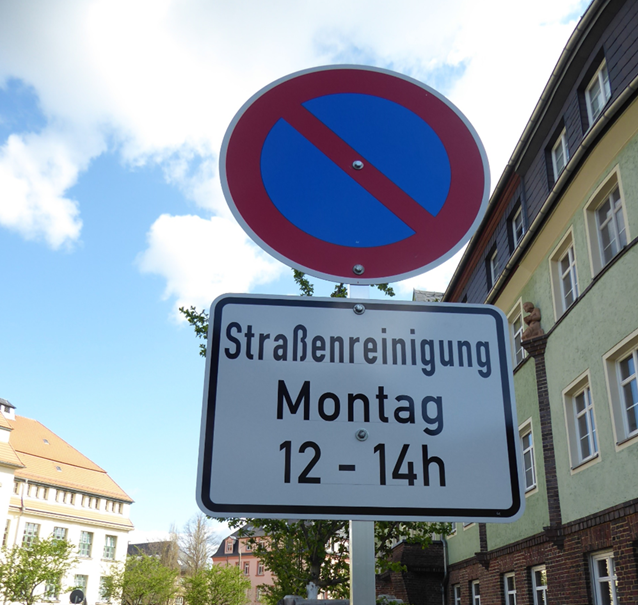 Straßenreinigung
Montag
12 - 14h